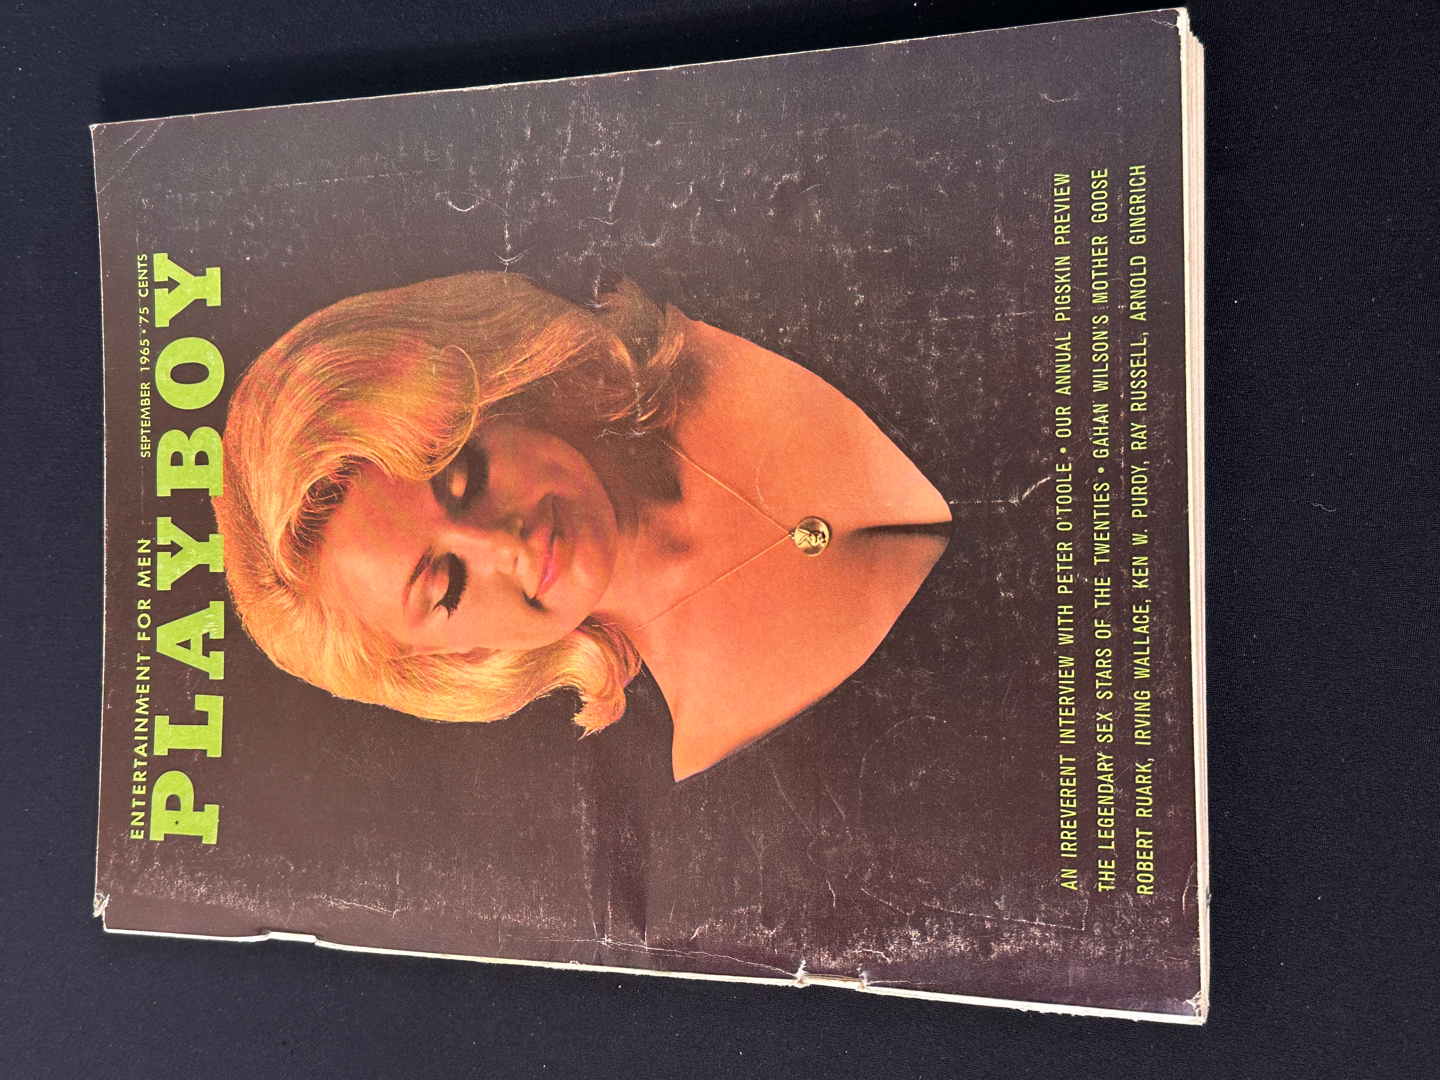 ENTERTAINMENT FOR MEN SEPTEMBER 1965 • 75 CENTS
PLAYBOY
AN IRREVERENT INTERVIEW WITH PETER O'TOOLE • OUR ANNUAL PIGSKIN PREVIEW
THE LEGENDARY SEX STARS OF THE TWENTIES • GAHAN WILSON'S MOTHER GOOSE
ROBERT RUARK, IRVING WALLACE, KEN W. PURDY, RAY RUSSELL, ARNOLD GINGRICH